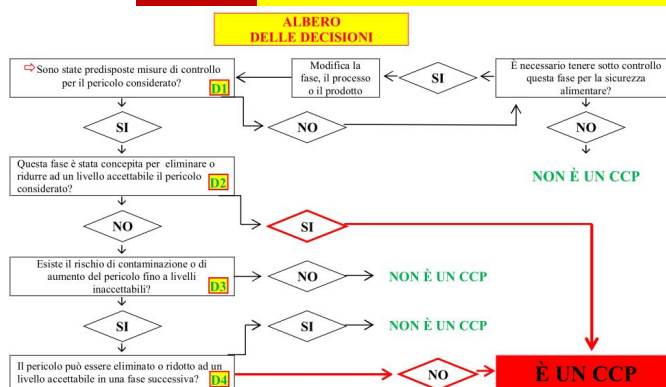 ALBERO
DELLE DECISIONI
⇨Sono state predisposte misure di controllo
per il pericolo considerato?
D1
Modifica la
fase, il processo
o il prodotto
SI
È necessario tenere sotto controllo
questa fase per la sicurezza
alimentare?
SI
NO
NO
NON È UN CCP
Questa fase è stata concepita per eliminare o
ridurre ad un livello accettabile il pericolo
considerato?
D2
NO
SI
Esiste il rischio di contaminazione o di
aumento del pericolo fino a livelli
inaccettabili?
D3
NO
NON È UN CCP
SI
SI
NON È UN CCP
Il pericolo può essere eliminato o ridotto ad un
livello accettabile in una fase successiva?
D4
NO
È UN CCP